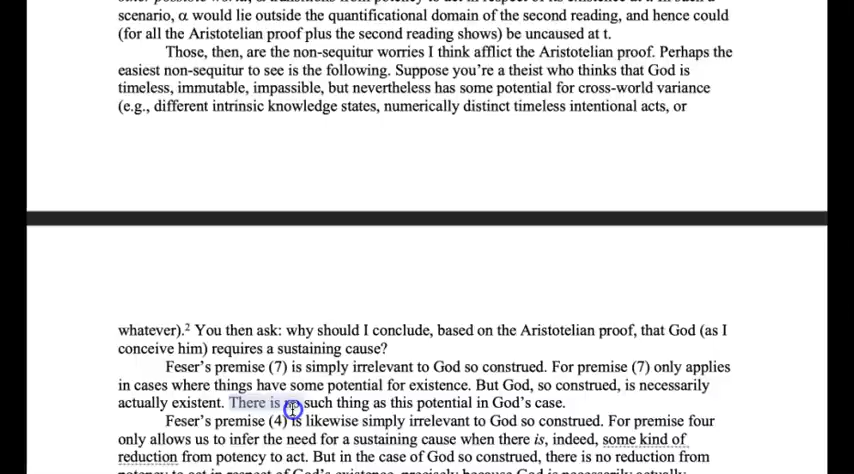 scenario, α would lie outside the quantificational domain of the second reading, and hence could
(for all the Aristotelian proof plus the second reading shows) be uncaused at t.
Those, then, are the non-sequitur worries I think afflict the Aristotelian proof. Perhaps the
easiest non-sequitur to see is the following. Suppose you’re a theist who thinks that God is
timeless, immutable, impassible, but nevertheless has some potential for cross-world variance
(e.g., different intrinsic knowledge states, numerically distinct timeless intentional acts, or
whatever).² You then ask: why should I conclude, based on the Aristotelian proof, that God (as I
conceive him) requires a sustaining cause?
Feser’s premise (7) is simply irrelevant to God so construed. For premise (7) only applies
in cases where things have some potential for existence. But God, so construed, is necessarily
actually existent. There is no such thing as this potential in God’s case.
Feser’s premise (4) is likewise simply irrelevant to God so construed. For premise four
only allows us to infer the need for a sustaining cause when there is, indeed, some kind of
reduction from potency to act. But in the case of God so construed, there is no reduction from